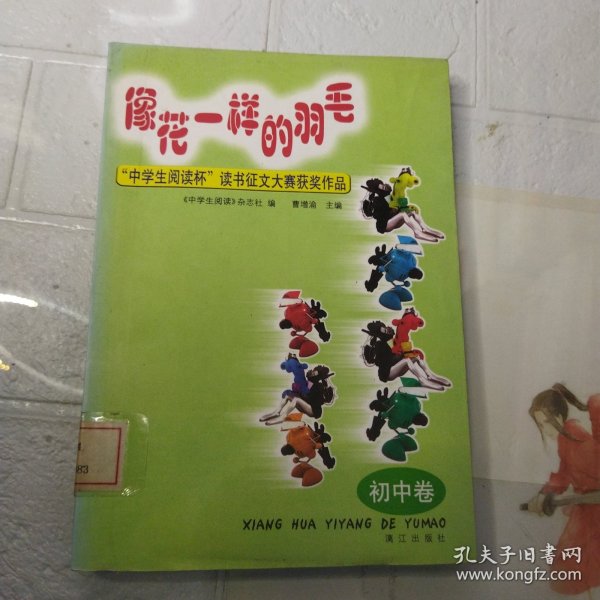 像花一样的羽毛
“中学生阅读杯”读书征文大赛获奖作品
《中学生阅读》杂志社 编 曹增渝 主编
83
初中卷
XIANG HUA YIYANG DE YUMAO
漓江出版社
孔夫子旧书网
www.kongfz.com